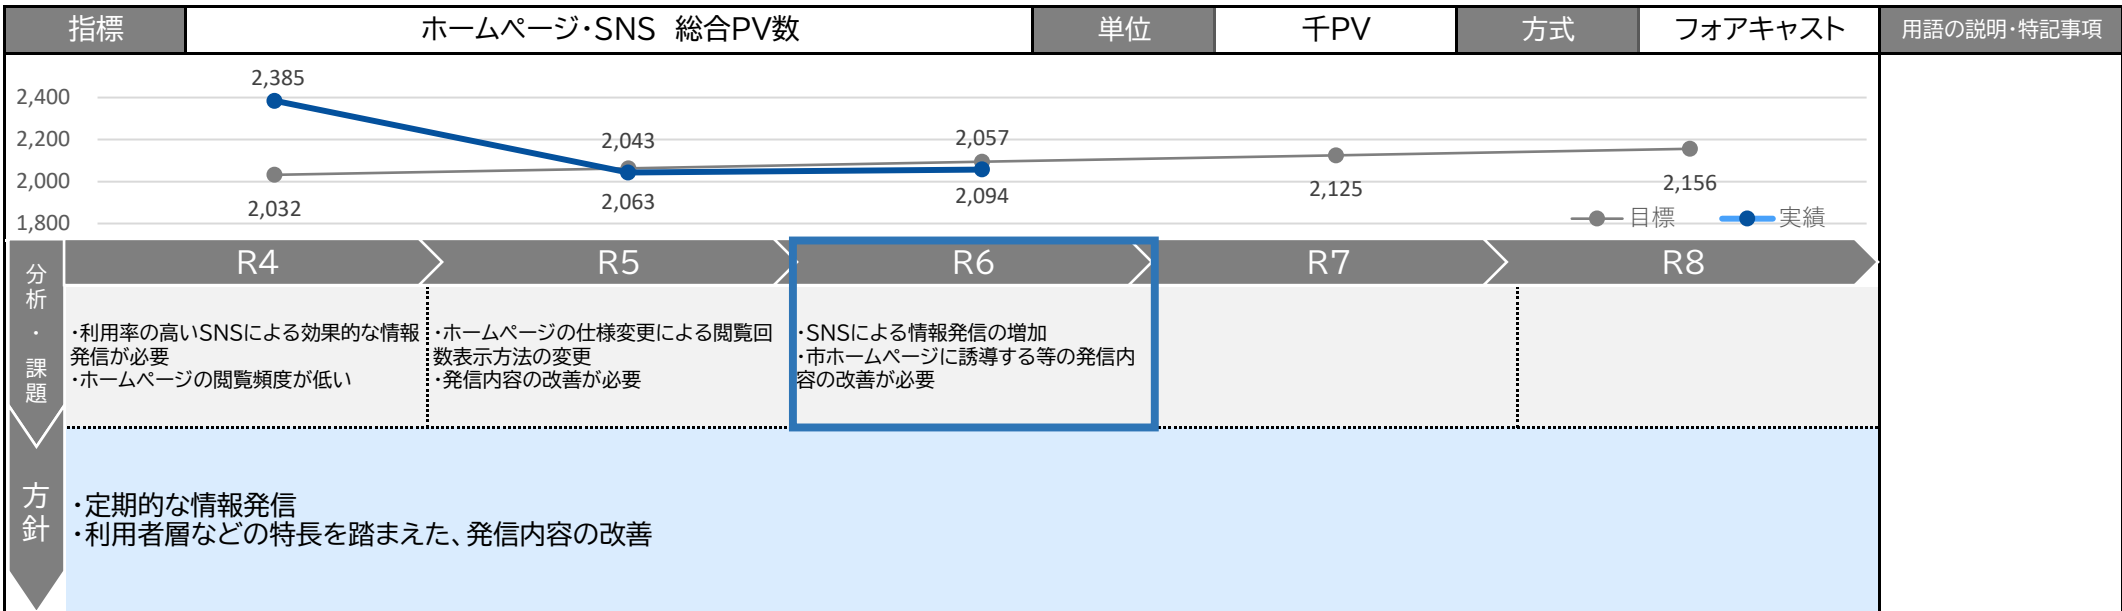 指標
ホームページ・SNS 総合PV数
単位
千PV
方式
フォアキャスト
用語の説明・特記事項
2,400
2,200
2,000
1,800
2,385
2,043
2,057
2,032
2,063
2,094
2,125
2,156
目標
実績
分析・課題
R4
R5
R6
R7
R8
・利用率の高いSNSによる効果的な情報
発信が必要
・ホームページの閲覧頻度が低い
・ホームページの仕様変更による閲覧回
数表示方法の変更
・発信内容の改善が必要
・SNSによる情報発信の増加
・市ホームページに誘導する等の発信内
容の改善が必要
方針
・定期的な情報発信
・利用者層などの特長を踏まえた、発信内容の改善